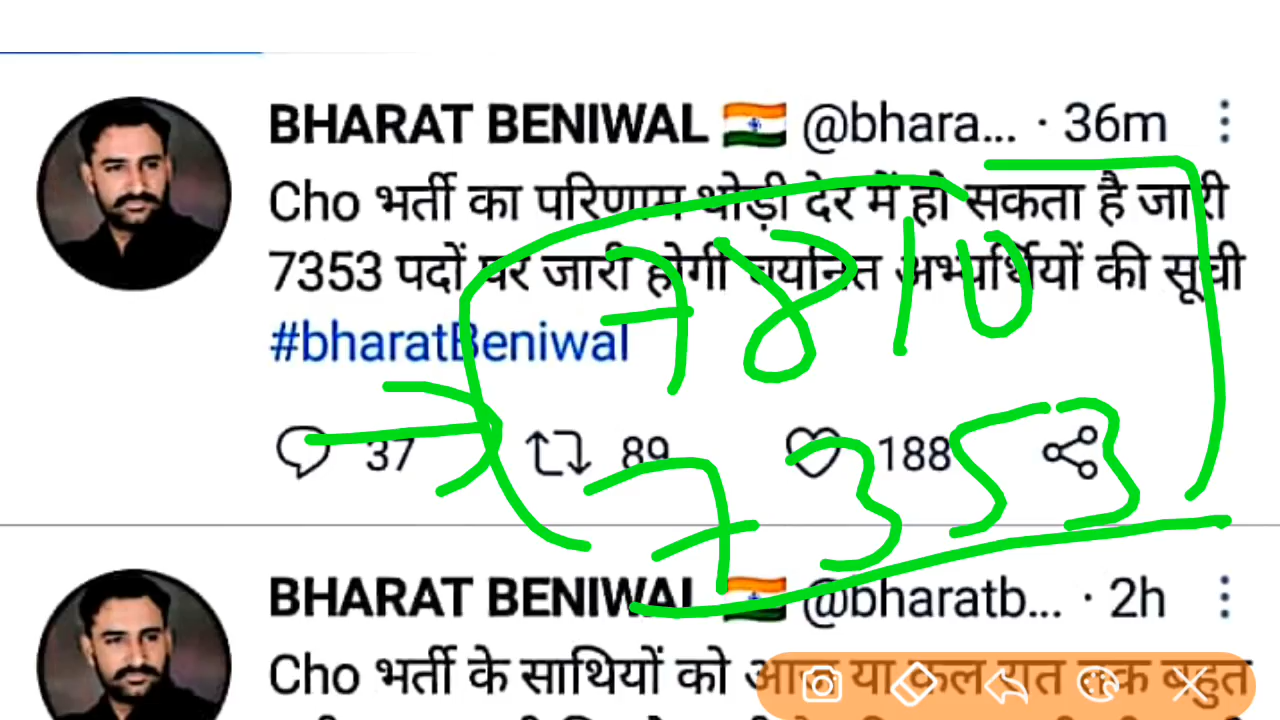 BHARAT BENIWAL 🇮🇳 @bhara... · 36m
Cho भर्ती का परिणाम थोड़ी देर में हो सकता है जारी
7353 पदों पर जारी होगी चयनित अभ्यर्थियों की सूची
#bharatBeniwal
7810
37 89 188
7353
BHARAT BENIWAL 🇮🇳 @bharatb... · 2h
Cho भर्ती के साथियों को आज या कल रात तक बहुत